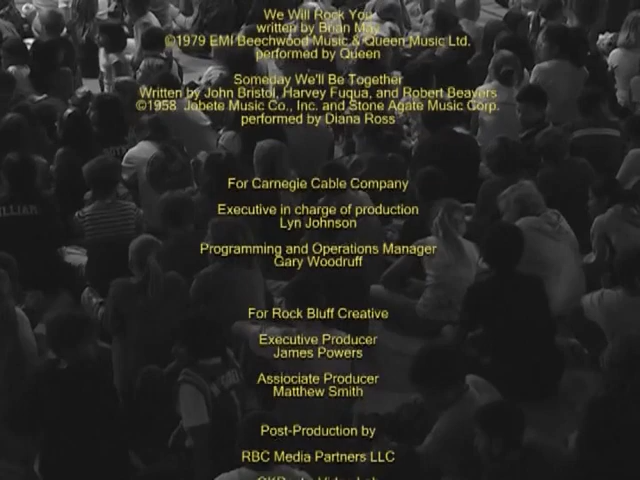 We Will Rock You
written by Brian May
©1979 EMI Beechwood Music & Queen Music Ltd.
performed by Queen
Someday We'll Be Together
Written by John Bristol, Harvey Fuqua, and Robert Beavers
©1958 Jobete Music Co., Inc. and Stone Agate Music Corp.
performed by Diana Ross
For Carnegie Cable Company
Executive in charge of production
Lyn Johnson
Programming and Operations Manager
Gary Woodruff
For Rock Bluff Creative
Executive Producer
James Powers
Assiociate Producer
Matthew Smith
Post-Production by
RBC Media Partners LLC